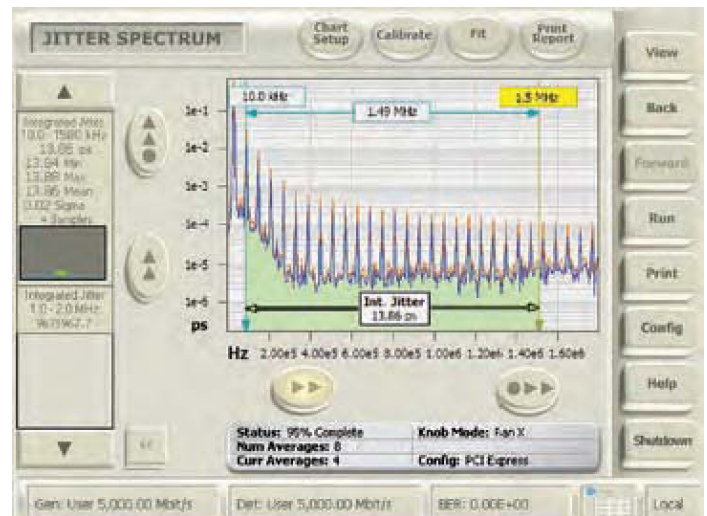 JITTER SPECTRUM
Chart Setup
Calibrate
Fit
Print Report
View
Back
Forward
Run
Print
Config
Help
Shutdown
Integrated Jitter
13.86 ps
13.84 Min
13.88 Max
13.86 Mean
0.02 Sigma
4 Samples
Integrated Jitter
1.0-2.0 MHz
10.0 kHz
1.49 MHz
1.5 MHz
1e-1
1e-2
1e-3
1e-4
1e-5
1e-6
ps
Int. Jitter
13.86 ps
Hz 2.00e5 4.00e5 6.00e5 8.00e5 1.00e6 1.20e6 1.40e6 1.60e6
Status: 95% Complete
Num Averages: 8
Curr Averages: 4
Knob Mode: Pan X
Config: PCI Express
Gen: User 5,000.00 Mbit/s
Det: User 5,000.00 Mbit/s
BER: 0.00E+00
Local